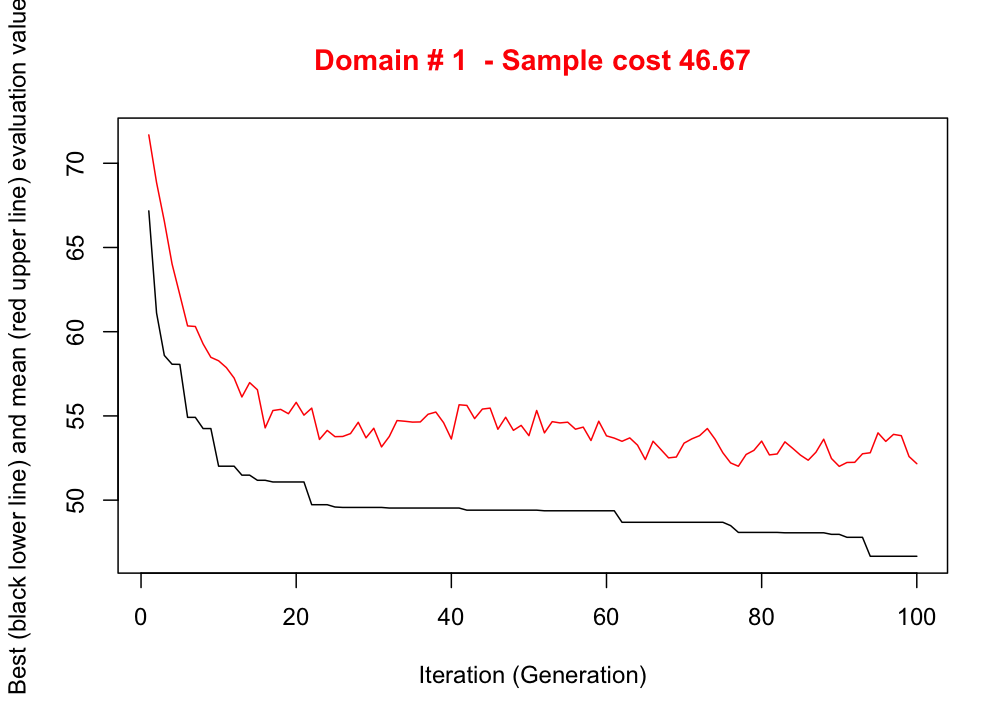 Domain # 1  - Sample cost 46.67
Best (black lower line) and mean (red upper line) evaluation value
70
65
60
55
50
0 20 40 60 80 100
Iteration (Generation)